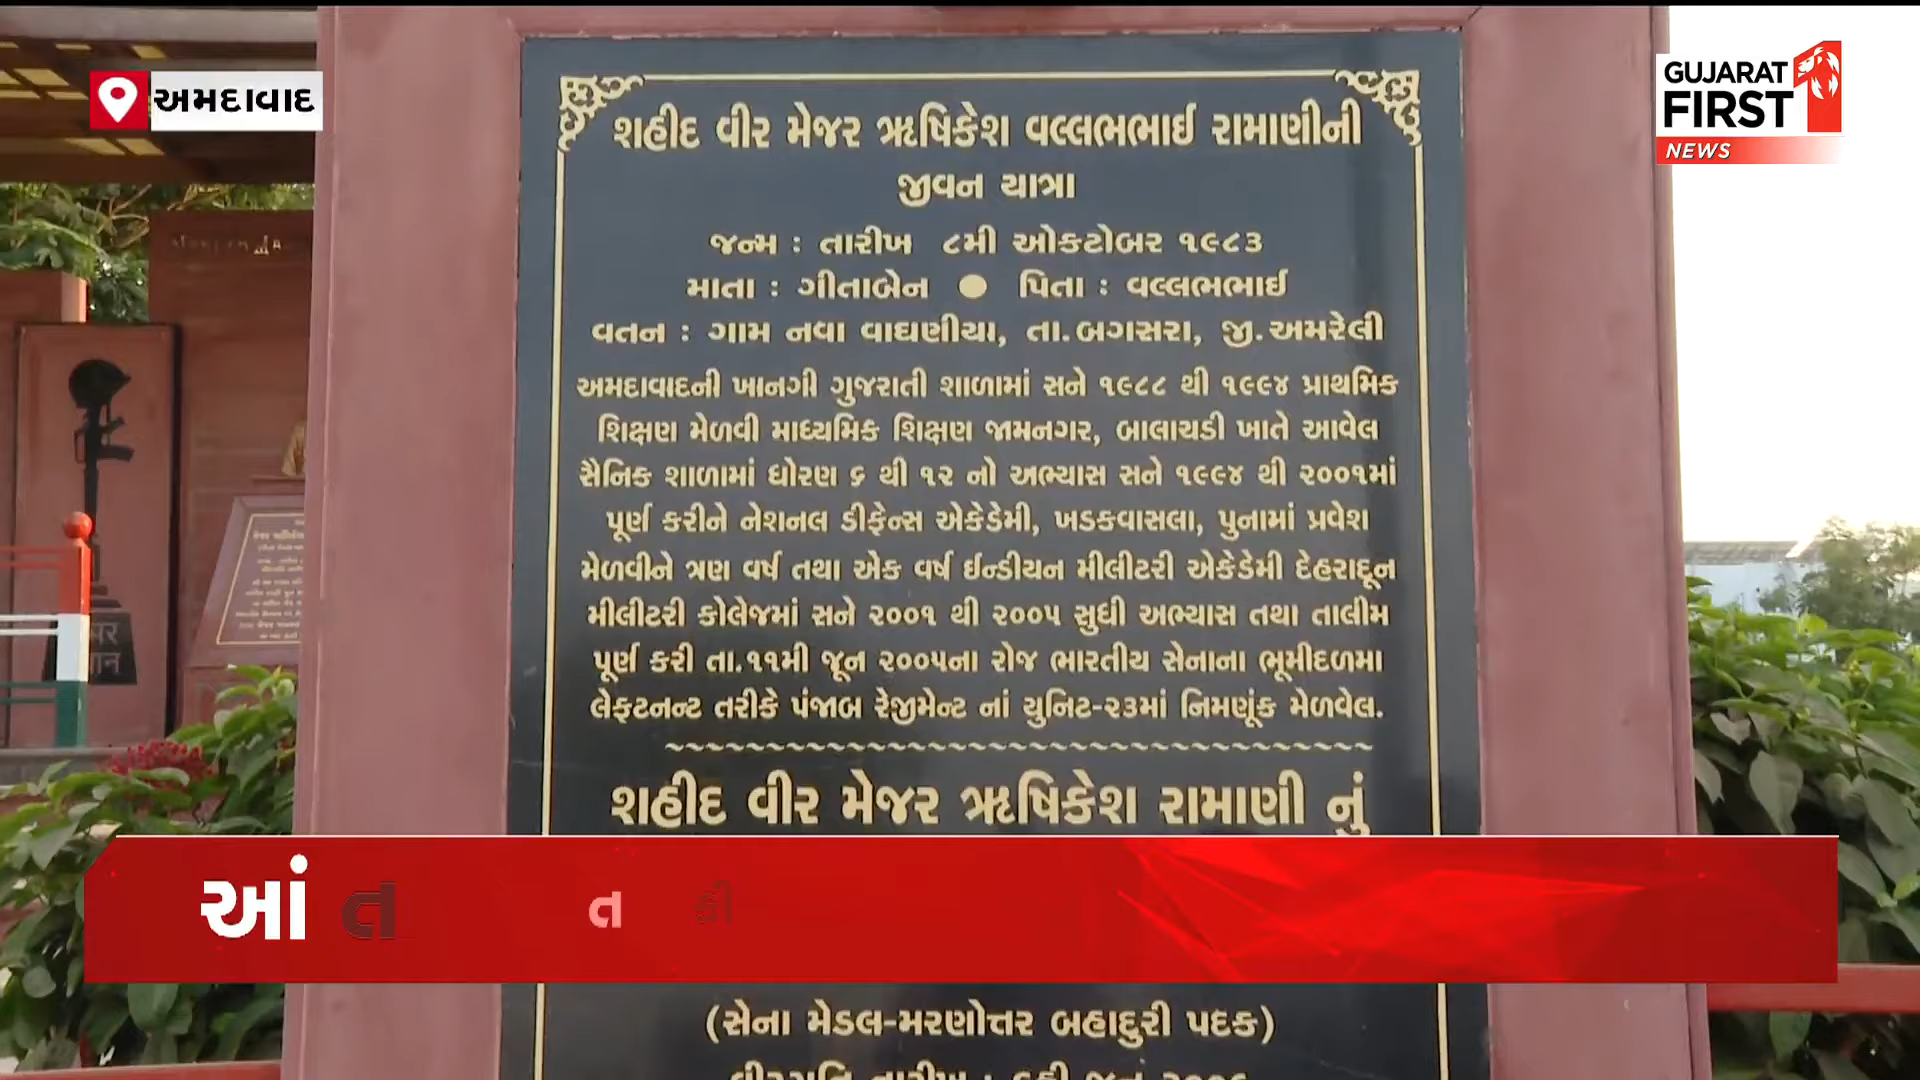 અમદાવાદ
GUJARAT
FIRST 1
NEWS
શહીદ વીર મેજર ઋષિકેશ વલ્લભભાઈ રામાણીની
જીવન યાત્રા
જન્મ : તારીખ ૮મી ઓકટોબર ૧૯૮૩
માતા : ગીતાબેન ● પિતા : વલ્લભભાઈ
વતન : ગામ નવા વાઘણીયા, તા.બગસરા, જી.અમરેલી
અમદાવાદની ખાનગી ગુજરાતી શાળામાં સને ૧૯૮૮ થી ૧૯૯૪ પ્રાથમિક
શિક્ષણ મેળવી માધ્યમિક શિક્ષણ જામનગર, બાલાચડી ખાતે આવેલ
સૈનિક શાળામાં ધોરણ ૬ થી ૧૨ નો અભ્યાસ સને ૧૯૯૪ થી ૨૦૦૧માં
પૂર્ણ કરીને નેશનલ ડીફેન્સ એકેડેમી, ખડકવાસલા, પુનામાં પ્રવેશ
મેળવીને ત્રણ વર્ષ તથા એક વર્ષ ઈન્ડીયન મીલીટરી એકેડેમી દેહરાદૂન
મીલીટરી કોલેજમાં સને ૨૦૦૧ થી ૨૦૦૫ સુધી અભ્યાસ તથા તાલીમ
પૂર્ણ કરી તા.૧૧મી જૂન ૨૦૦૫ના રોજ ભારતીય સેનાના ભૂમીદળમા
લેફટનન્ટ તરીકે પંજાબ રેજીમેન્ટ નાં યુનિટ-૨૩માં નિમણૂંક મેળવેલ.
શહીદ વીર મેજર ઋષિકેશ રામાણી નું
આં ત ત કી
(સેના મેડલ-મરણોત્તર બહાદુરી પદક)